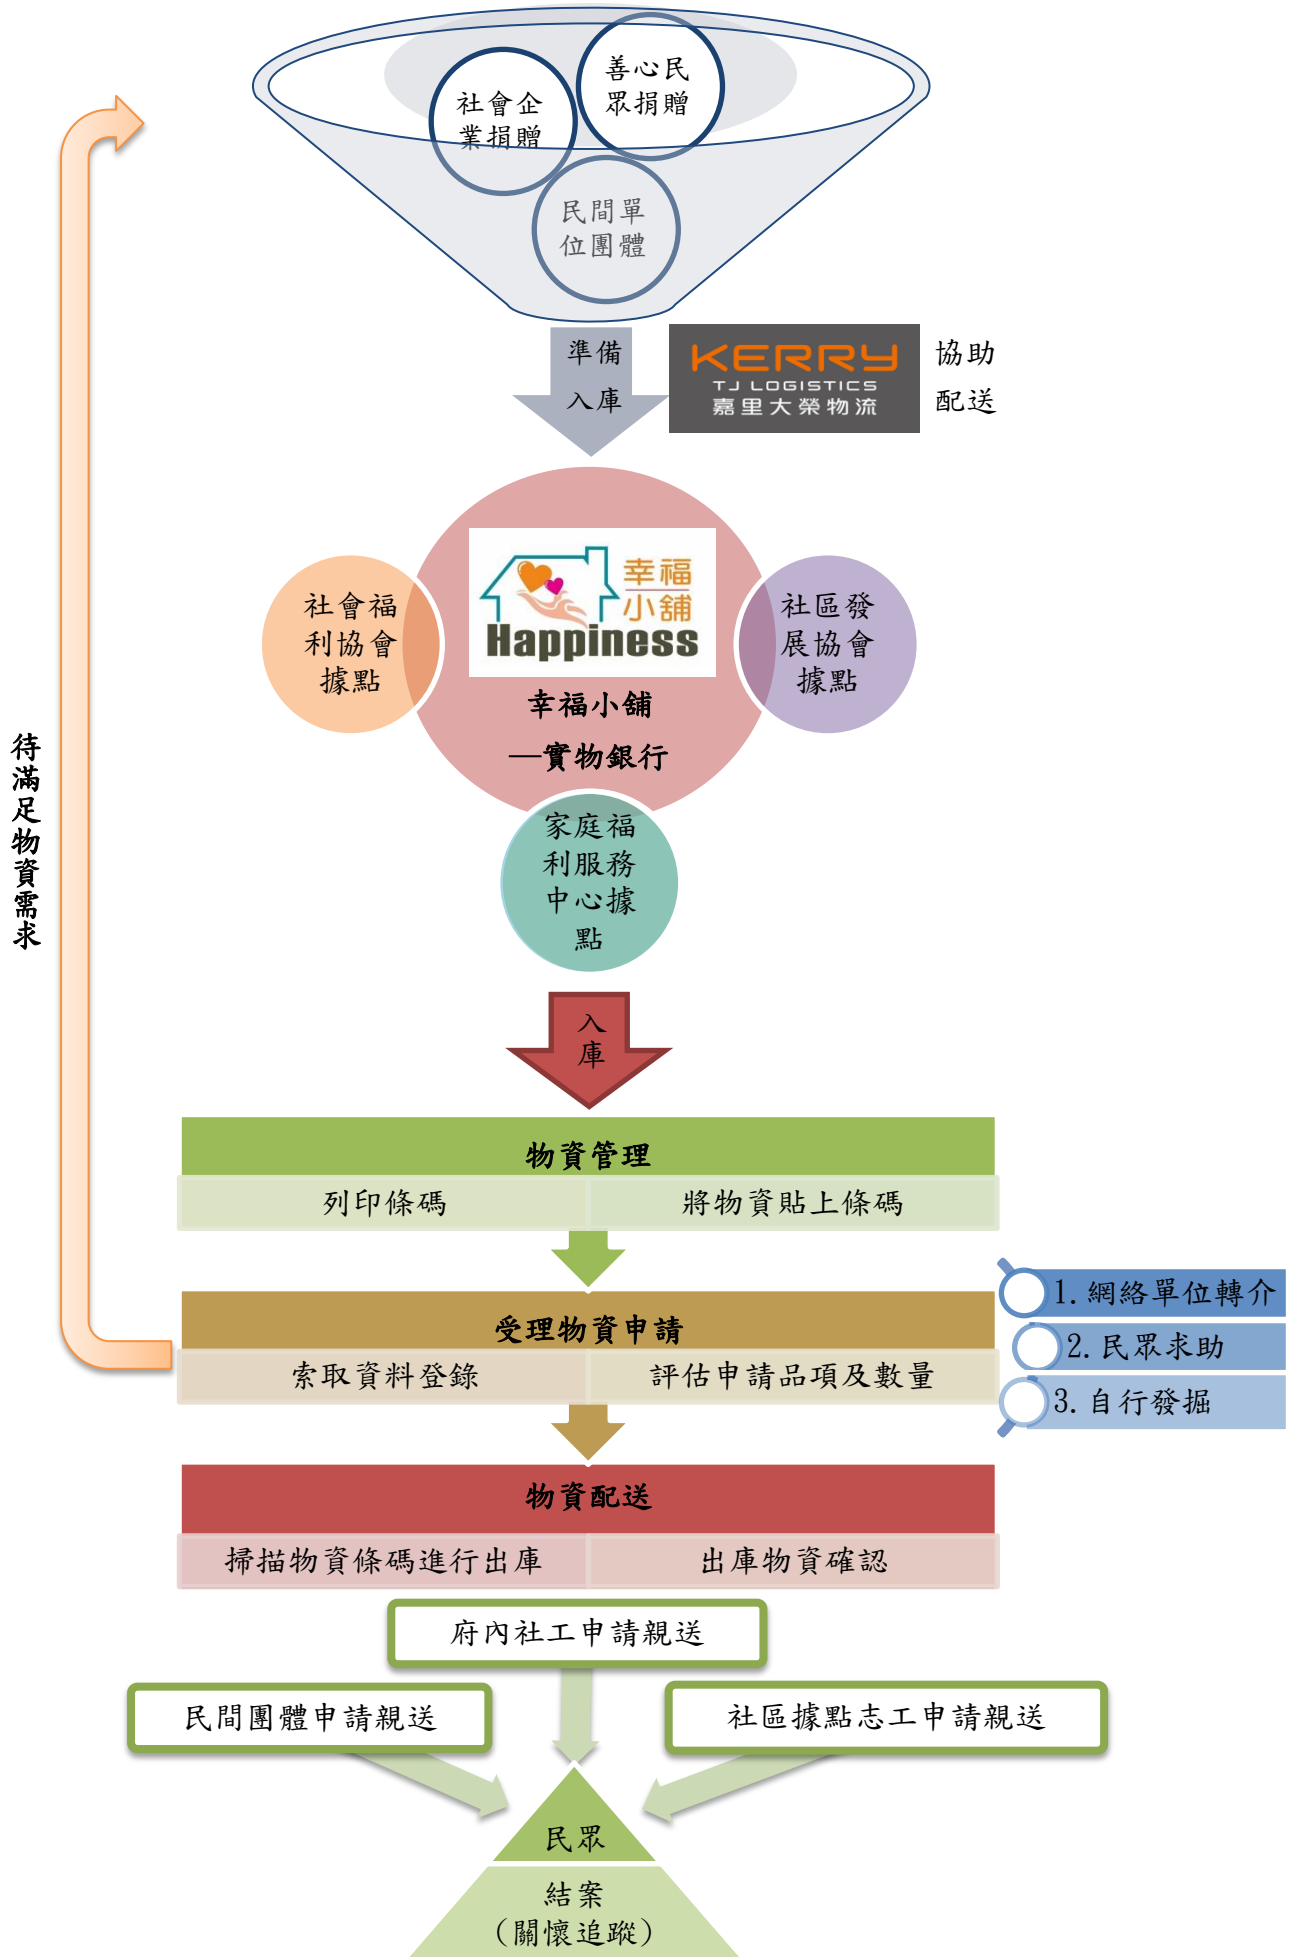 善心民
眾捐贈
社會企
業捐贈
民間單
位團體
準備
入庫
KERRY
TJ LOGISTICS
嘉里大榮物流
協助
配送
幸福
小舖
Happiness
幸福小舖
—實物銀行
社會福
利協會
據點
社區發
展協會
據點
家庭福
利服務
中心據
點
待滿足物資需求
入
庫
物資管理
列印條碼
將物資貼上條碼
受理物資申請
索取資料登錄
評估申請品項及數量
1.網絡單位轉介
2.民眾求助
3.自行發掘
物資配送
掃描物資條碼進行出庫
出庫物資確認
府內社工申請親送
民間團體申請親送
社區據點志工申請親送
民眾
結案
（關懷追蹤）